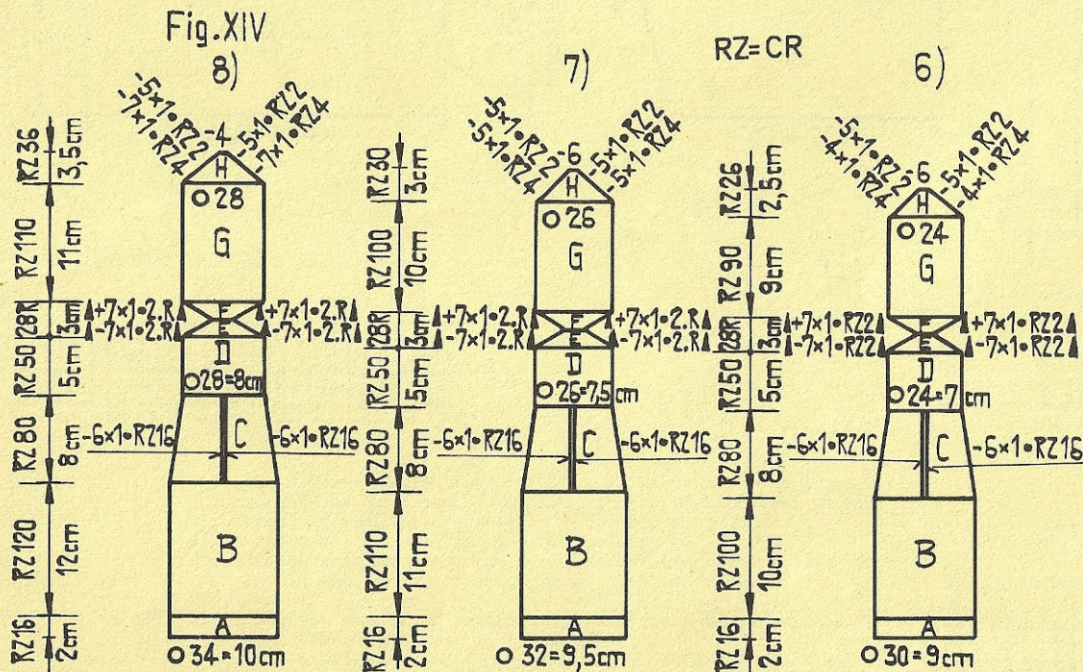 Fig.XIV
RZ=CR
8)
-5×1•RZ2
-7×1•RZ4
-4
-5×1•RZ2
-7×1•RZ4
H
RZ36
3,5cm
O 28
G
RZ110
11cm
28R
3cm
+7×1•2.R
-7×1•2.R
F
E
+7×1•2.R
-7×1•2.R
D
RZ50
5cm
O28=8cm
RZ80
8cm
-6×1•RZ16
C
-6×1•RZ16
B
RZ120
12cm
RZ16
2cm
A
O 34=10cm
7)
-5×1•RZ2
-5×1•RZ4
-6
-5×1•RZ2
-5×1•RZ4
H
RZ30
3cm
O 26
G
RZ100
10cm
28R
3cm
+7×1•2.R
-7×1•2.R
F
E
+7×1•2.R
-7×1•2.R
D
RZ50
5cm
O26=7,5cm
RZ80
8cm
-6×1•RZ16
C
-6×1•RZ16
B
RZ110
11cm
RZ16
2cm
A
O 32=9,5cm
6)
-5×1•RZ2
-4×1•RZ4
-6
-5×1•RZ2
-4×1•RZ4
H
RZ26
2,5cm
O 24
G
RZ90
9cm
28R
3cm
+7×1•RZ2
-7×1•RZ2
F
E
+7×1•RZ2
-7×1•RZ2
D
RZ50
5cm
O24=7cm
RZ80
8cm
-6×1•RZ16
C
-6×1•RZ16
B
RZ100
10cm
RZ16
2cm
A
O 30=9cm